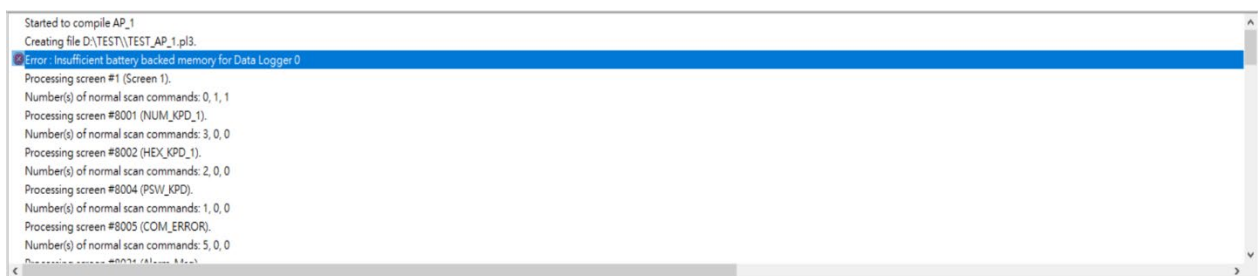 Started to compile AP_1
Creating file D:\TEST\\TEST_AP_1.pl3.
Error : Insufficient battery backed memory for Data Logger 0
Processing screen #1 (Screen 1).
Number(s) of normal scan commands: 0, 1, 1
Processing screen #8001 (NUM_KPD_1).
Number(s) of normal scan commands: 3, 0, 0
Processing screen #8002 (HEX_KPD_1).
Number(s) of normal scan commands: 2, 0, 0
Processing screen #8004 (PSW_KPD).
Number(s) of normal scan commands: 1, 0, 0
Processing screen #8005 (COM_ERROR).
Number(s) of normal scan commands: 5, 0, 0
Processing screen #8021 (Alarm_Msg)